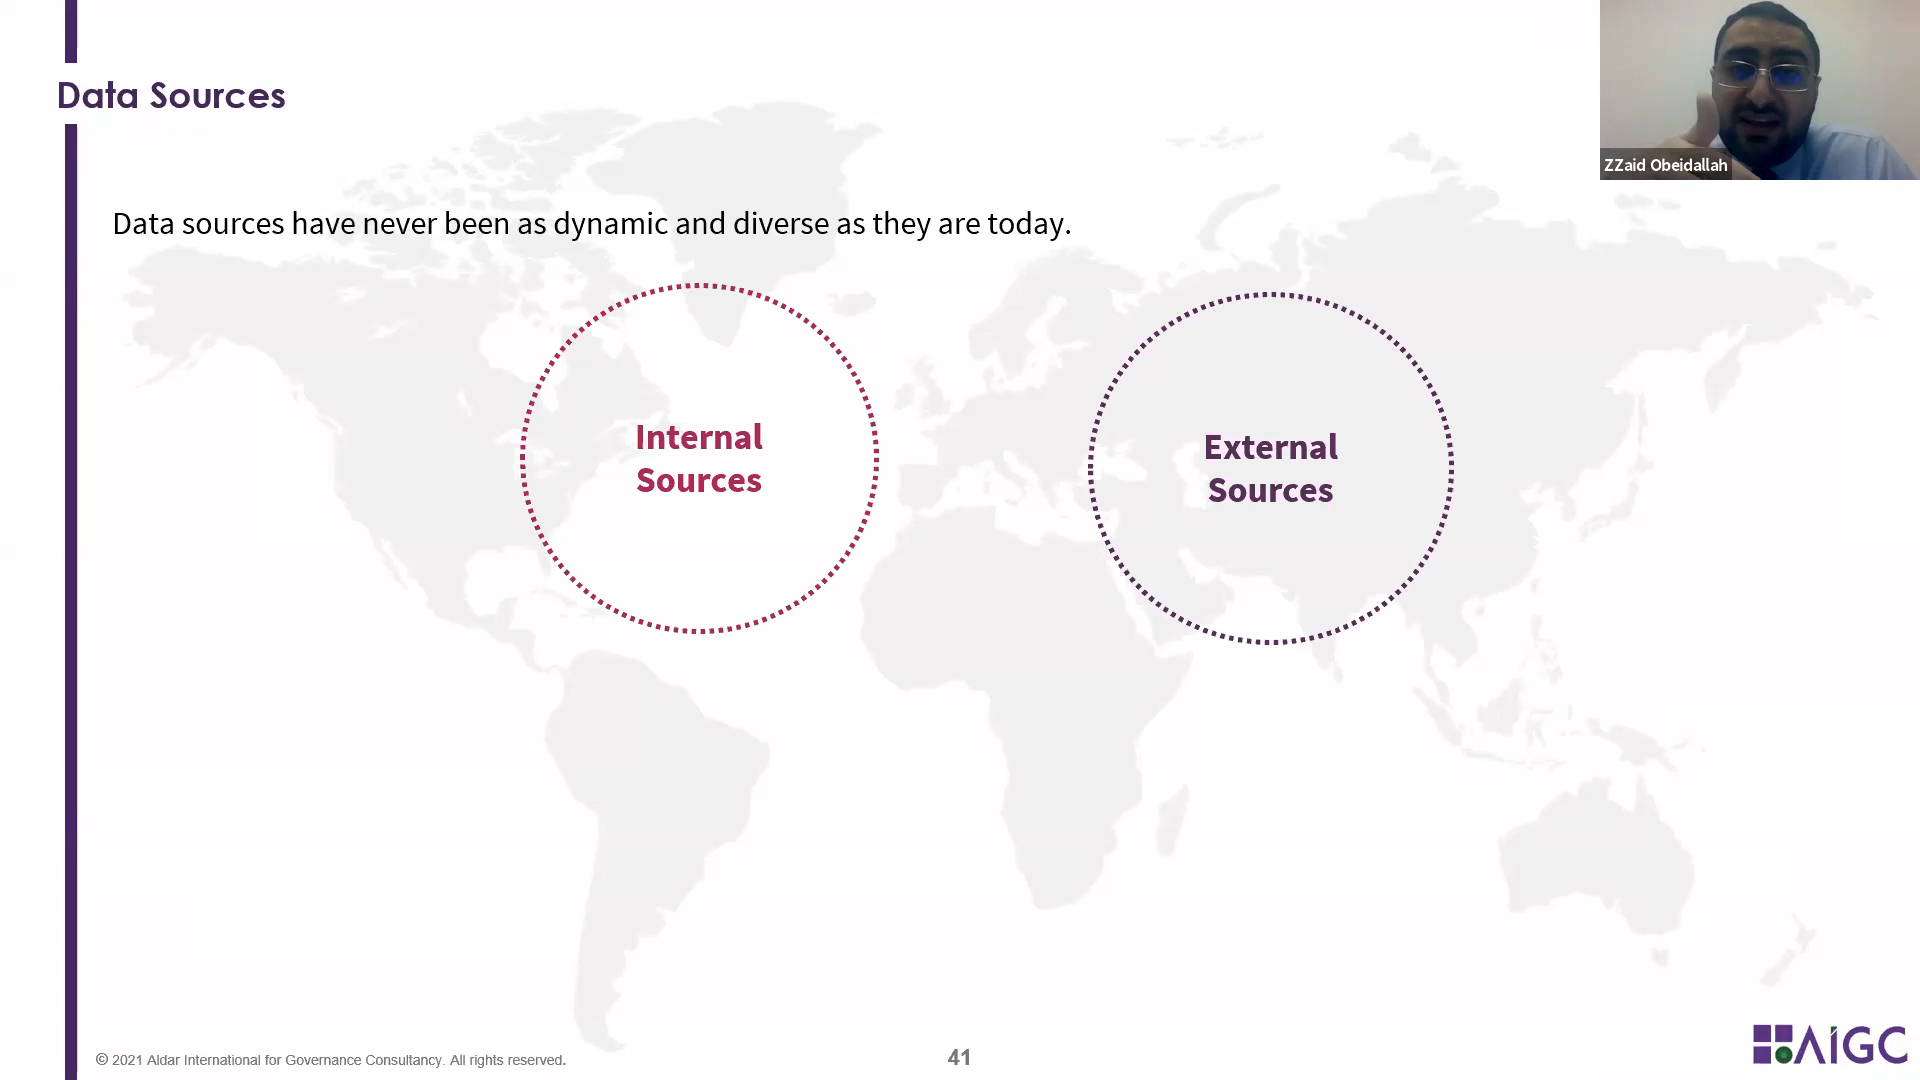 Data Sources
ZZaid Obeidallah
Data sources have never been as dynamic and diverse as they are today.
Internal
Sources
External
Sources
© 2021 Aldar International for Governance Consultancy. All rights reserved.
41
AIGC